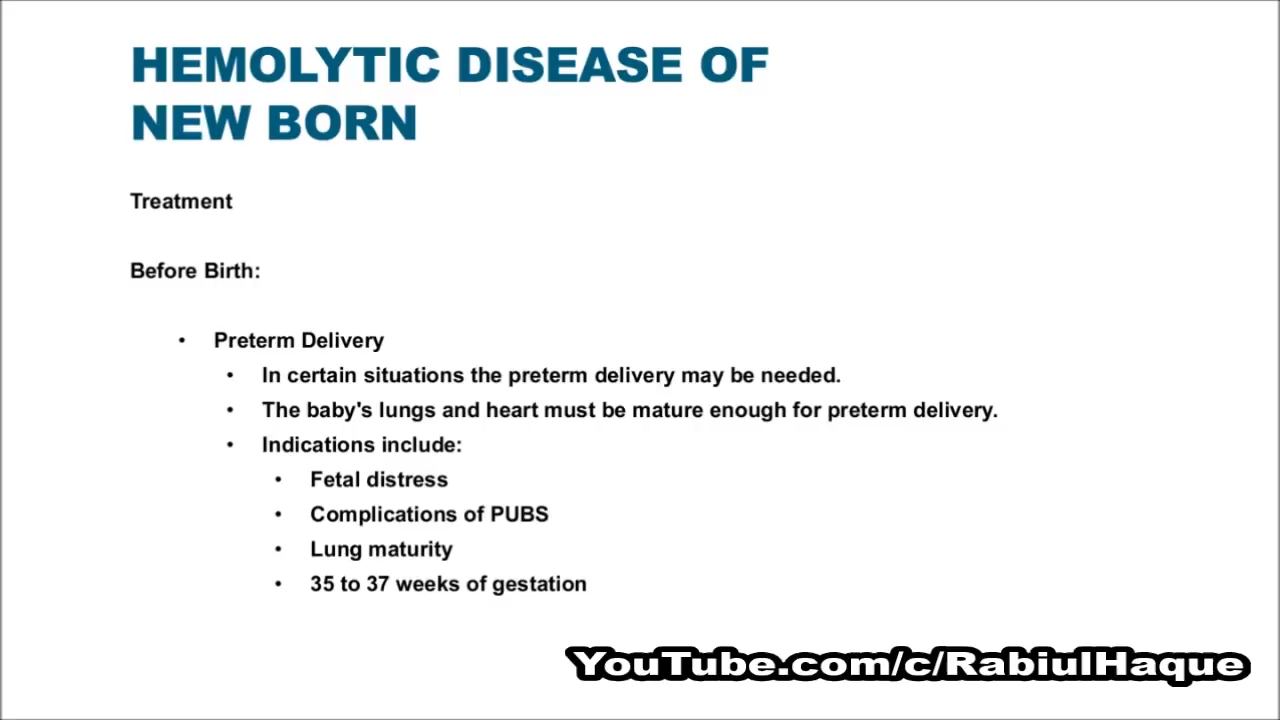 HEMOLYTIC DISEASE OF
NEW BORN
Treatment
Before Birth:
• Preterm Delivery
• In certain situations the preterm delivery may be needed.
• The baby's lungs and heart must be mature enough for preterm delivery.
• Indications include:
• Fetal distress
• Complications of PUBS
• Lung maturity
• 35 to 37 weeks of gestation
YouTube.com/c/RabiulHaque